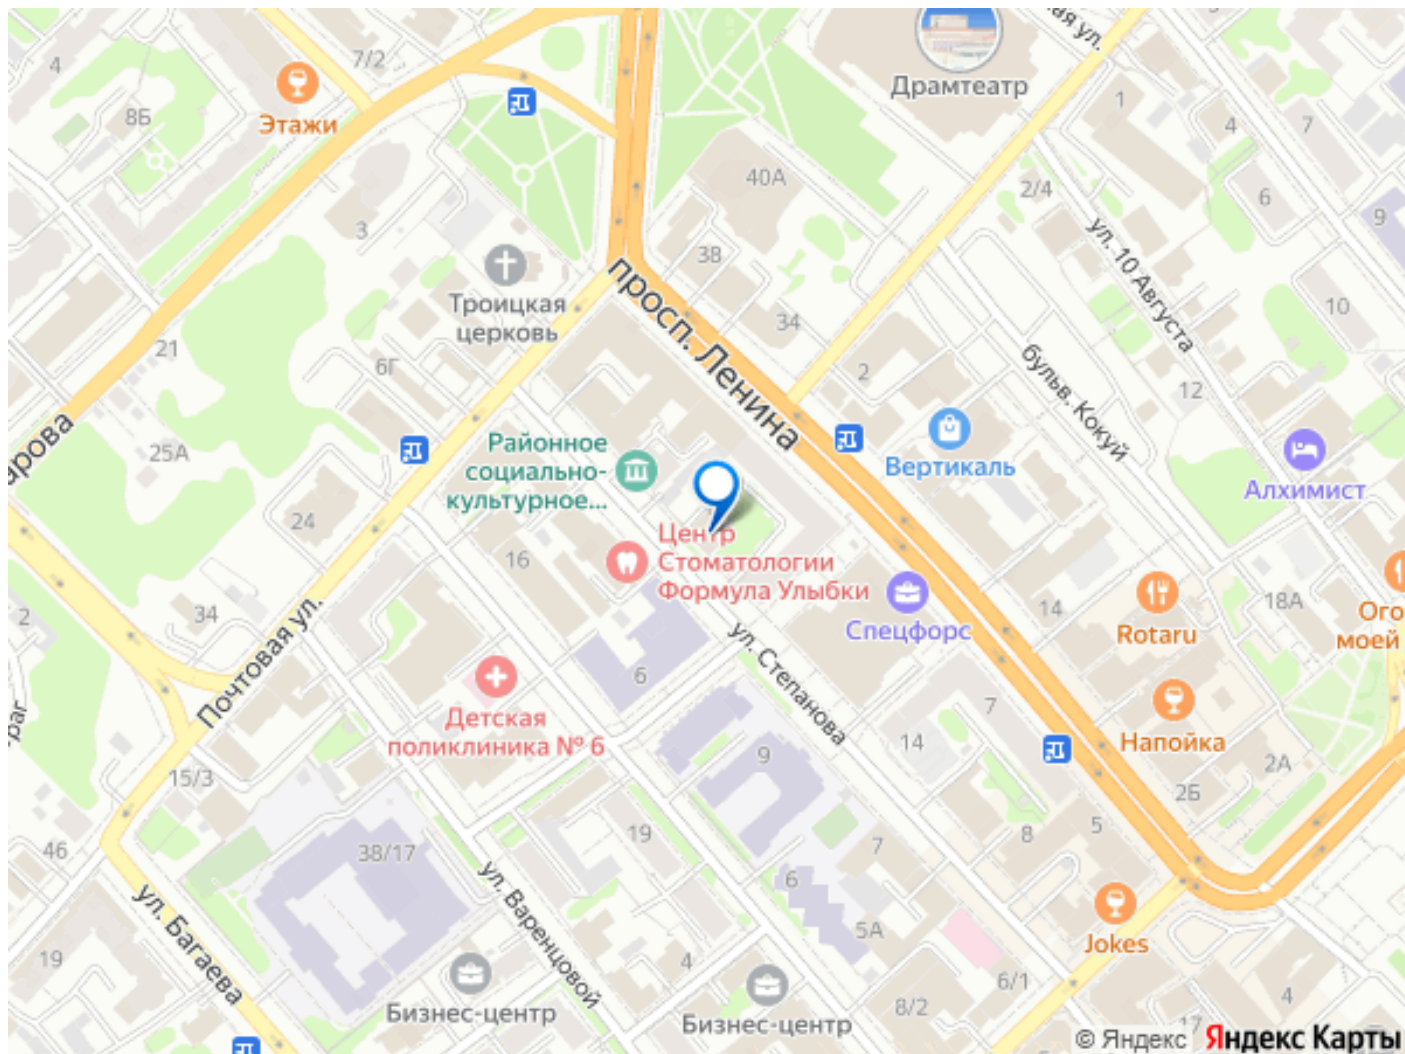 ая ул.
7/2
4
Драмтеатр
8Б
Этажи
1
4
7
40А
2/4
6
9
3
3В
просп. Ленина
ул. 10 Августа
Троицкая
церковь
34
10
21
6Г
2
бульв. Кокуй
12
арова
25А
Районное
социально-
культурное...
Вертикаль
Алхимист
24
Центр
Стоматологии
Формула Улыбки
16
Спецфорс
14
18А
Rotaru
Ого
моей
2
34
Почтовая ул.
ул. Степанова
6
Детская
поликлиника № 6
7
Напойка
раг
14
9
2А
15/3
2Б
19
5
8
7
46
38/17
6
ул. Варенцовой
ул. Багаева
5А
Jokes
19
4
6/1
Бизнес-центр
Бизнес-центр
8/2
4
17
© Яндекс Яндекс Карты